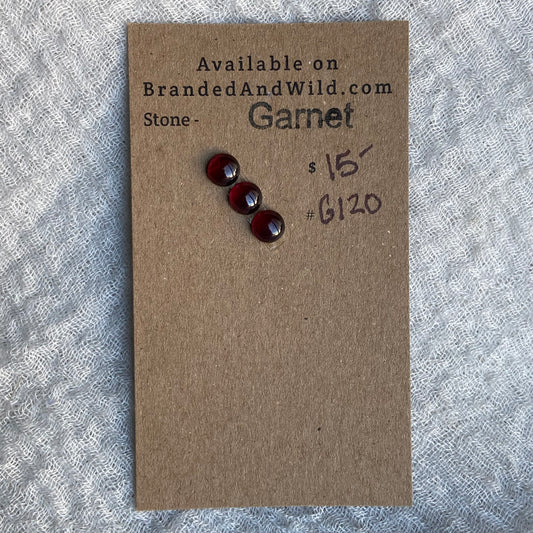 Available on
BrandedAndWild.com
Stone - Garnet
$ 15-
# G120